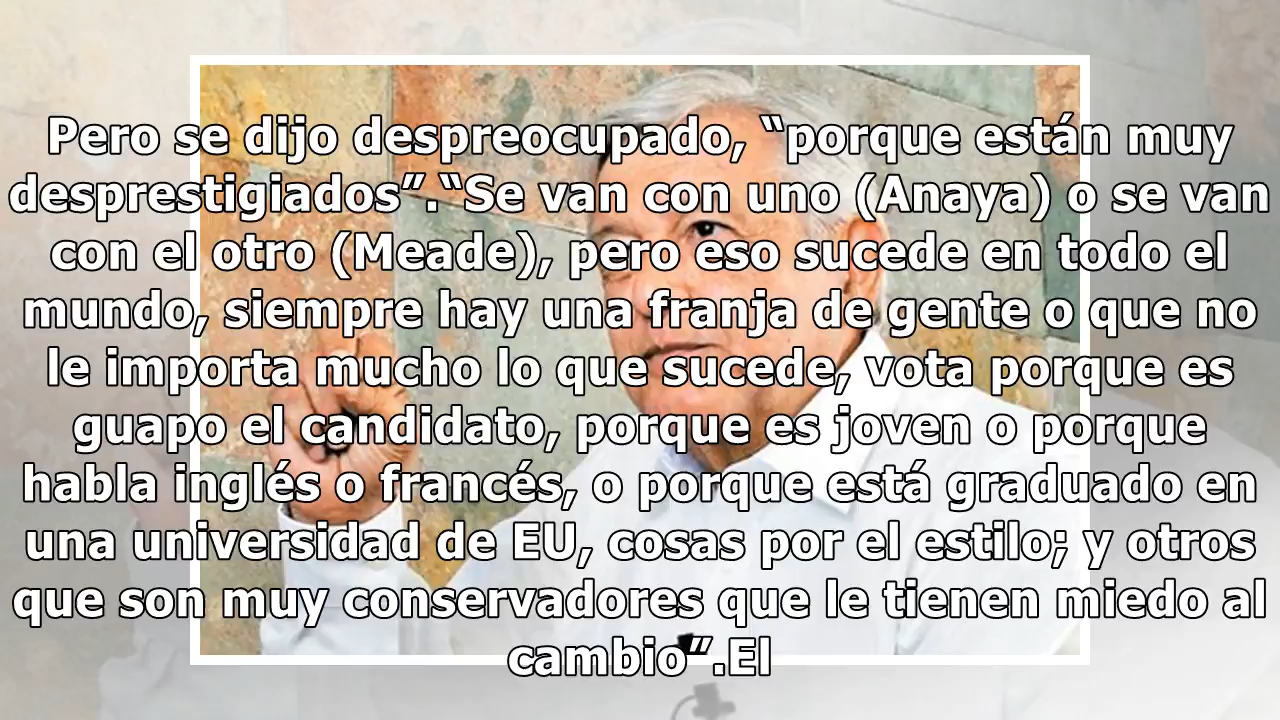 Pero se dijo despreocupado, “porque están muy
desprestigiados”.“Se van con uno (Anaya) o se van
con el otro (Meade), pero eso sucede en todo el
mundo, siempre hay una franja de gente o que no
le importa mucho lo que sucede, vota porque es
guapo el candidato, porque es joven o porque
habla inglés o francés, o porque está graduado en
una universidad de EU, cosas por el estilo; y otros
que son muy conservadores que le tienen miedo al
cambio”.El